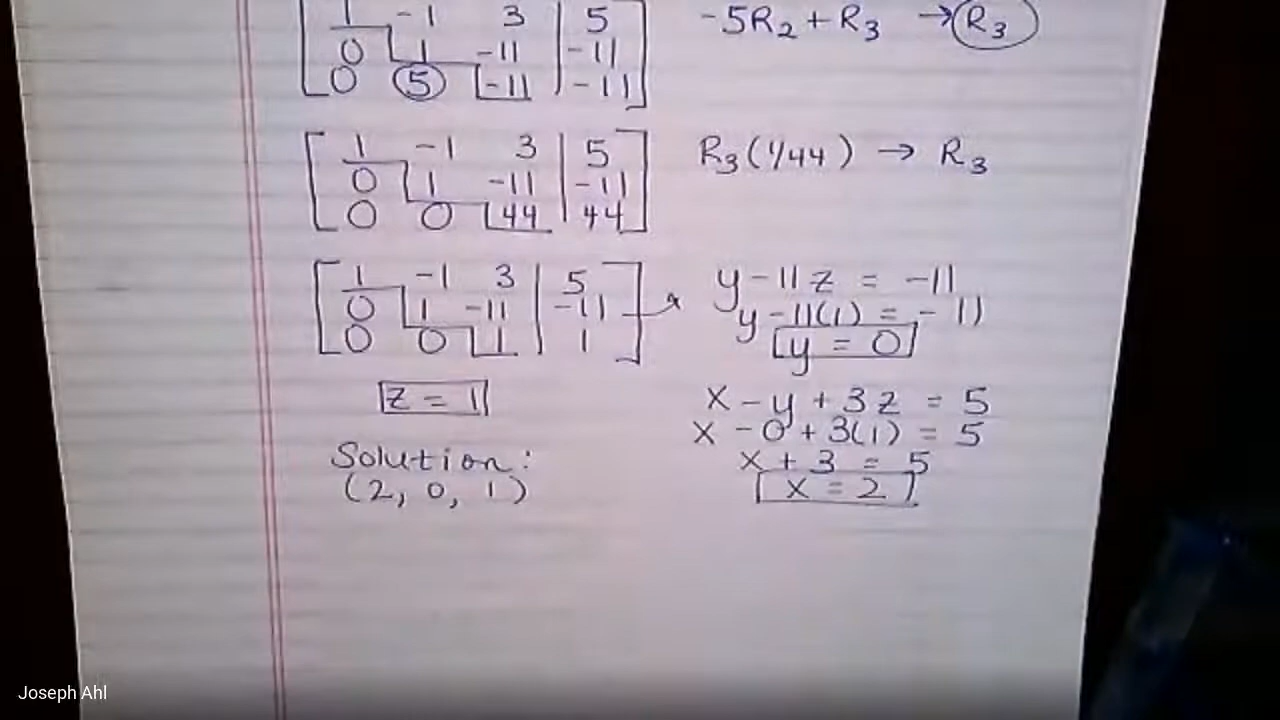 1 -1 3 | 5 -5R₂ + R₃ → R₃
0 1 -11 | -11
0 5 -11 | -11
1 -1 3 | 5 R₃(1/44) → R₃
0 1 -11 | -11
0 0 44 | 44
1 -1 3 | 5
0 1 -11 | -11
0 0 1 | 1
y - 11z = -11
y - 11(1) = -11
y = 0
z = 1
x - y + 3z = 5
x - 0 + 3(1) = 5
x + 3 = 5
x = 2
Solution:
(2, 0, 1)
Joseph Ahl